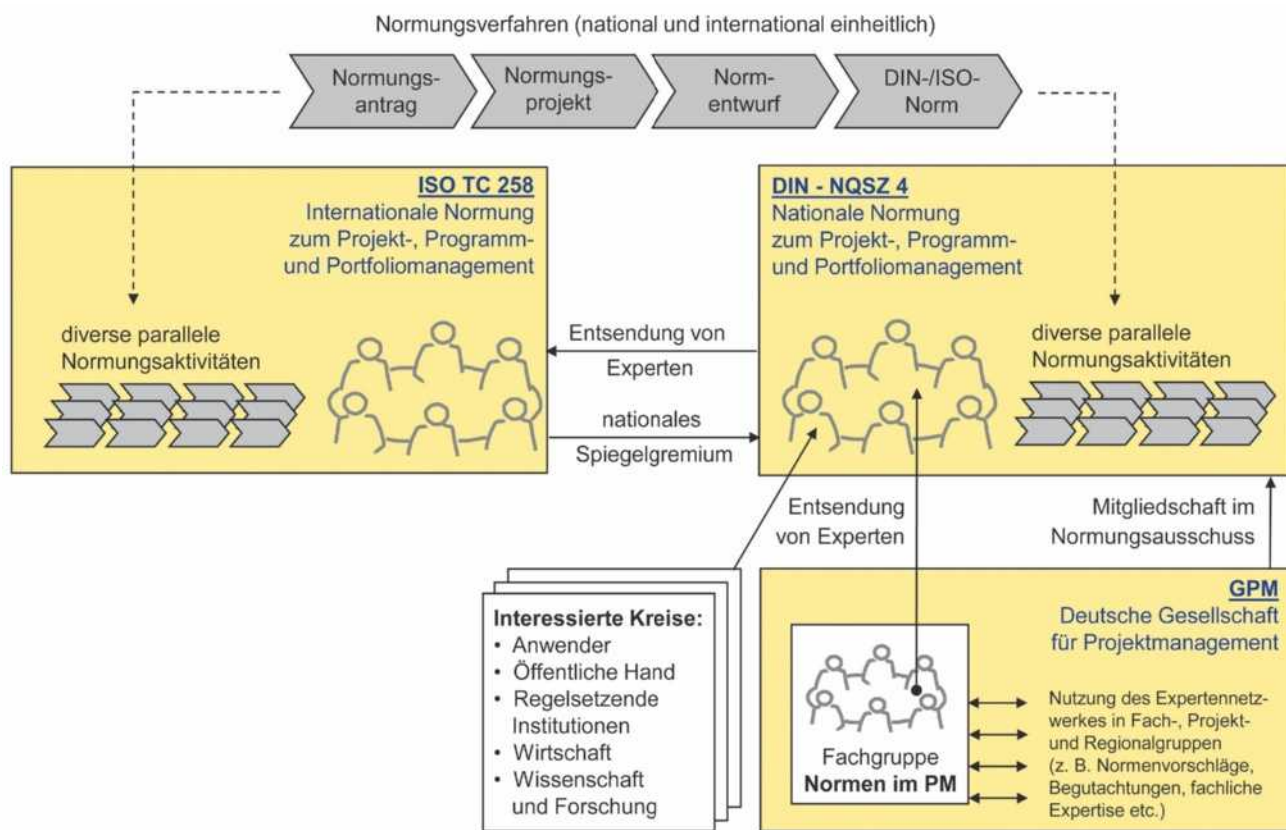 Normungsverfahren (national und international einheitlich)
Normungs-
antrag
Normungs-
projekt
Norm-
entwurf
DIN-/ISO-
Norm
ISO TC 258
Internationale Normung
zum Projekt-, Programm-
und Portfoliomanagement
diverse parallele
Normungsaktivitäten
Entsendung von
Experten
nationales
Spiegelgremium
DIN - NQSZ 4
Nationale Normung
zum Projekt-, Programm-
und Portfoliomanagement
diverse parallele
Normungsaktivitäten
Entsendung
von Experten
Mitgliedschaft im
Normungsausschuss
Interessierte Kreise:
• Anwender
• Öffentliche Hand
• Regelsetzende
Institutionen
• Wirtschaft
• Wissenschaft
und Forschung
GPM
Deutsche Gesellschaft
für Projektmanagement
Fachgruppe
Normen im PM
Nutzung des Expertennetz-
werkes in Fach-, Projekt-
und Regionalgruppen
(z. B. Normenvorschläge,
Begutachtungen, fachliche
Expertise etc.)